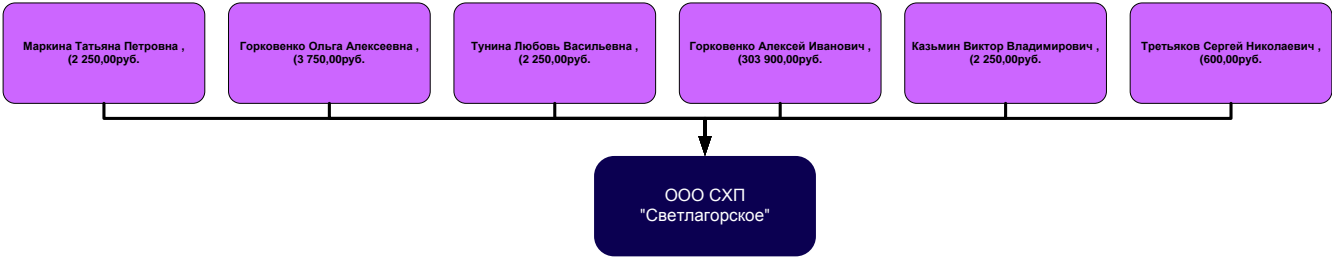 Маркина Татьяна Петровна ,
(2 250,00руб.
Горковенко Ольга Алексеевна ,
(3 750,00руб.
Тунина Любовь Васильевна ,
(2 250,00руб.
Горковенко Алексей Иванович ,
(303 900,00руб.
Казьмин Виктор Владимирович ,
(2 250,00руб.
Третьяков Сергей Николаевич ,
(600,00руб.
ООО СХП
"Светлагорское"